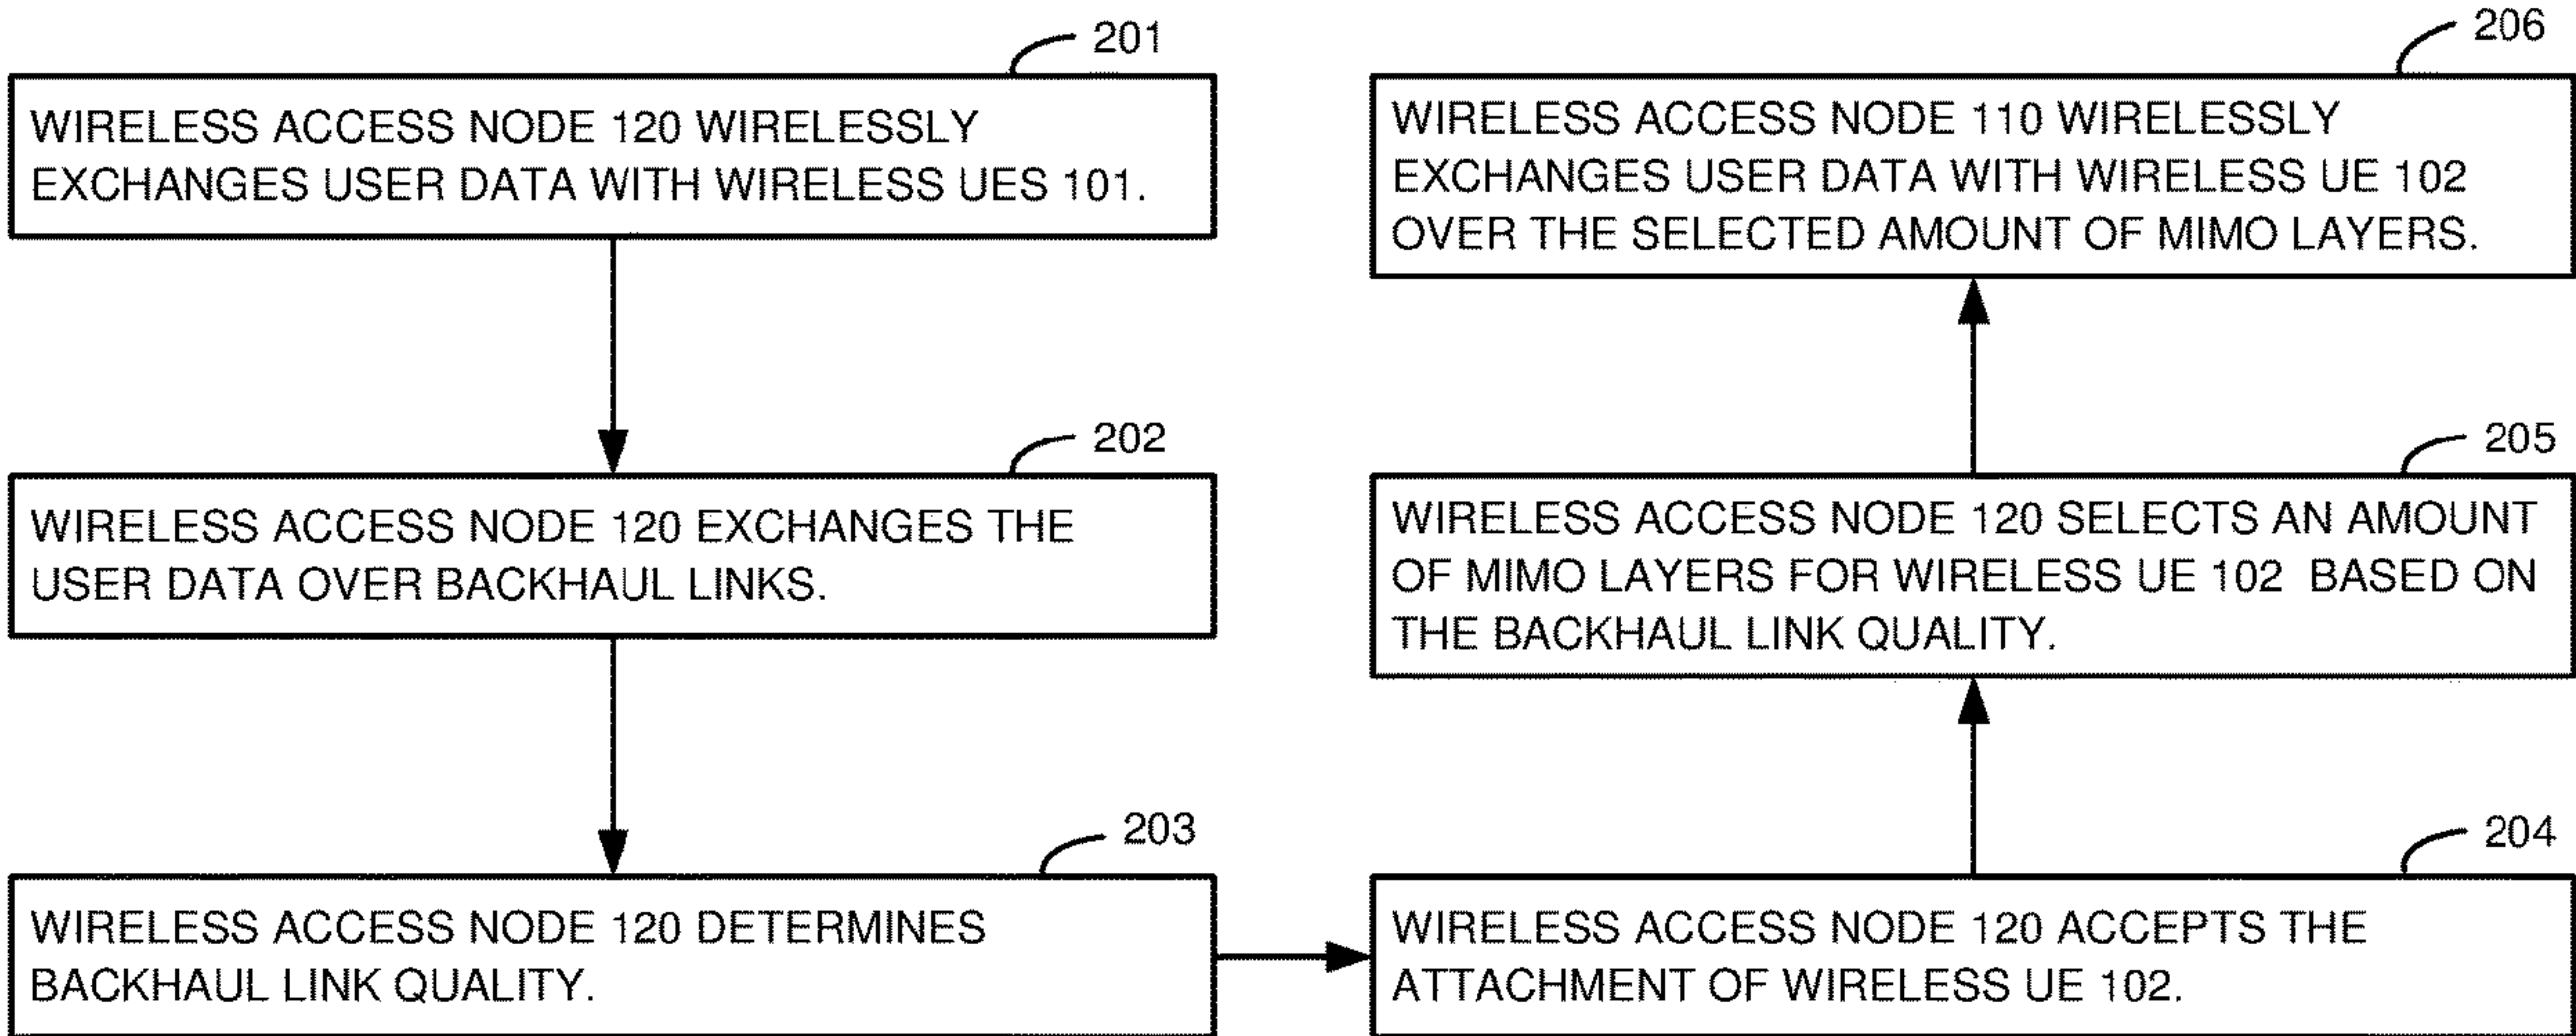 201
WIRELESS ACCESS NODE 120 WIRELESSLY
EXCHANGES USER DATA WITH WIRELESS UES 101.
202
WIRELESS ACCESS NODE 120 EXCHANGES THE
USER DATA OVER BACKHAUL LINKS.
203
WIRELESS ACCESS NODE 120 DETERMINES
BACKHAUL LINK QUALITY.
204
WIRELESS ACCESS NODE 120 ACCEPTS THE
ATTACHMENT OF WIRELESS UE 102.
205
WIRELESS ACCESS NODE 120 SELECTS AN AMOUNT
OF MIMO LAYERS FOR WIRELESS UE 102 BASED ON
THE BACKHAUL LINK QUALITY.
206
WIRELESS ACCESS NODE 110 WIRELESSLY
EXCHANGES USER DATA WITH WIRELESS UE 102
OVER THE SELECTED AMOUNT OF MIMO LAYERS.